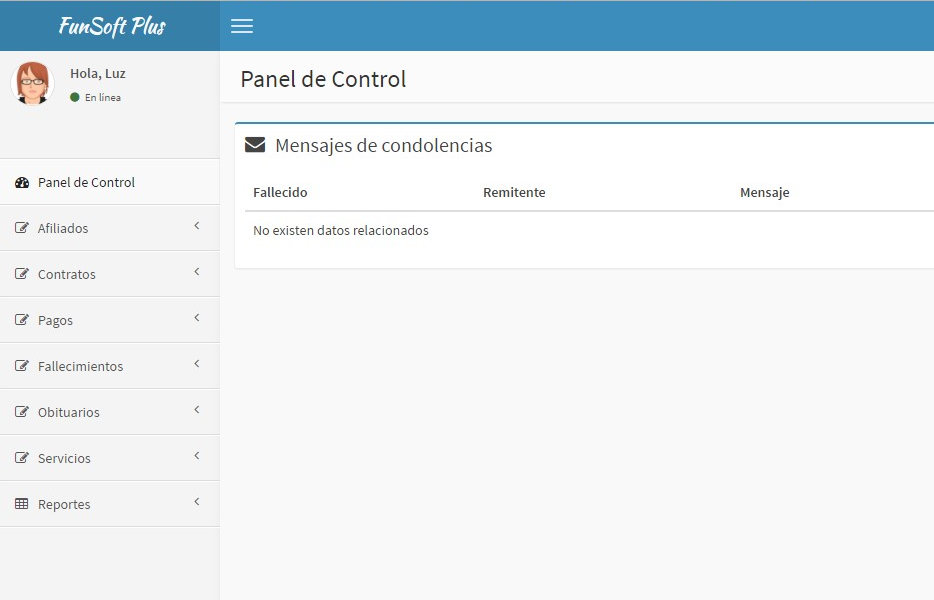 FunSoft Plus
Hola, Luz
En línea
Panel de Control
Afiliados
Contratos
Pagos
Fallecimientos
Obituarios
Servicios
Reportes
Panel de Control
Mensajes de condolencias
Fallecido Remitente Mensaje
No existen datos relacionados